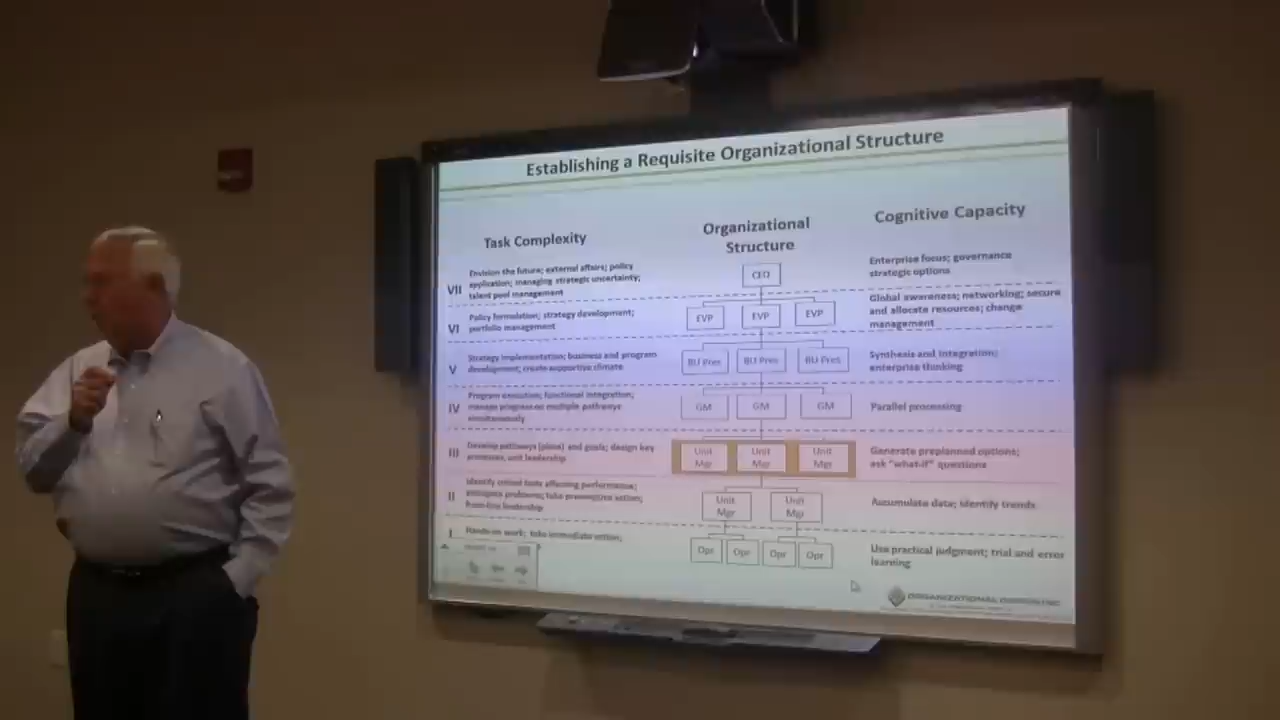 Establishing a Requisite Organizational Structure
Task Complexity
Organizational
Structure
Cognitive Capacity
VII
Envision the future; external affairs; policy
application; managing strategic uncertainty;
talent pool management
CEO
Enterprise focus; governance
strategic options
VI
Policy formulation; strategy development;
portfolio management
EVP
EVP
EVP
Global awareness; networking; secure
and allocate resources; change
management
V
Strategy implementation; business and program
development; create supportive climate
BU Pres
BU Pres
BU Pres
Synthesis and integration;
enterprise thinking
IV
Program execution; functional integration;
manage progress on multiple pathways
simultaneously
GM
GM
GM
Parallel processing
III
Develop pathways (plans) and goals; design key
processes, unit leadership
Unit
Mgr
Unit
Mgr
Unit
Mgr
Generate preplanned options;
ask "what-if" questions
II
Identify critical facts affecting performance;
anticipate problems; take preventive action;
front-line leadership
Unit
Mgr
Unit
Mgr
Accumulate data; identify trends
I
Hands-on work; take immediate action;
Opr
Opr
Opr
Opr
Use practical judgment; trial and error
learning
ORGANIZATIONAL